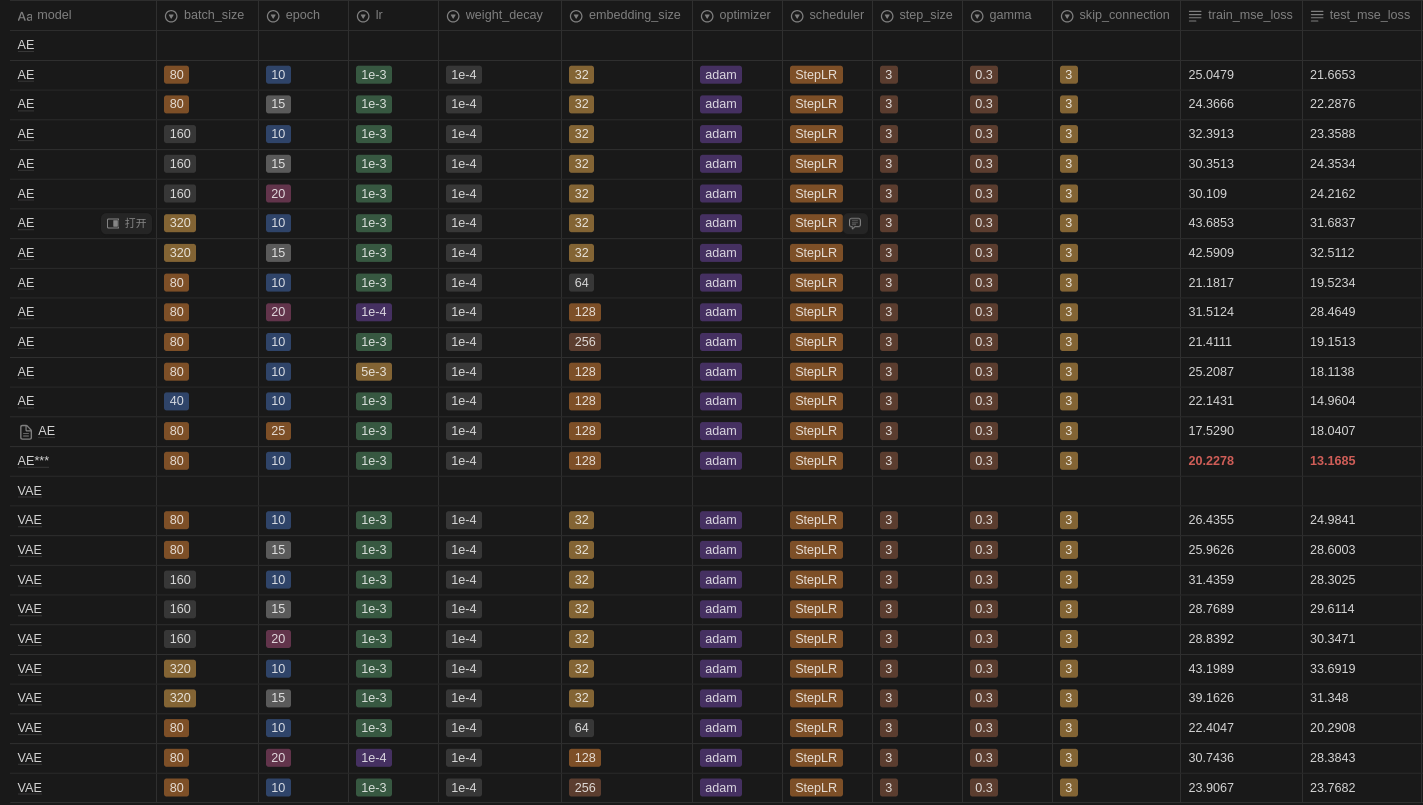 Aa model batch_size epoch lr weight_decay embedding_size optimizer scheduler step_size gamma skip_connection train_mse_loss test_mse_loss
AE
AE 80 10 1e-3 1e-4 32 adam StepLR 3 0.3 3 25.0479 21.6653
AE 80 15 1e-3 1e-4 32 adam StepLR 3 0.3 3 24.3666 22.2876
AE 160 10 1e-3 1e-4 32 adam StepLR 3 0.3 3 32.3913 23.3588
AE 160 15 1e-3 1e-4 32 adam StepLR 3 0.3 3 30.3513 24.3534
AE 160 20 1e-3 1e-4 32 adam StepLR 3 0.3 3 30.109 24.2162
AE 打开 320 10 1e-3 1e-4 32 adam StepLR 3 0.3 3 43.6853 31.6837
AE 320 15 1e-3 1e-4 32 adam StepLR 3 0.3 3 42.5909 32.5112
AE 80 10 1e-3 1e-4 64 adam StepLR 3 0.3 3 21.1817 19.5234
AE 80 20 1e-4 1e-4 128 adam StepLR 3 0.3 3 31.5124 28.4649
AE 80 10 1e-3 1e-4 256 adam StepLR 3 0.3 3 21.4111 19.1513
AE 80 10 5e-3 1e-4 128 adam StepLR 3 0.3 3 25.2087 18.1138
AE 40 10 1e-3 1e-4 128 adam StepLR 3 0.3 3 22.1431 14.9604
AE 80 25 1e-3 1e-4 128 adam StepLR 3 0.3 3 17.5290 18.0407
AE*** 80 10 1e-3 1e-4 128 adam StepLR 3 0.3 3 20.2278 13.1685
VAE
VAE 80 10 1e-3 1e-4 32 adam StepLR 3 0.3 3 26.4355 24.9841
VAE 80 15 1e-3 1e-4 32 adam StepLR 3 0.3 3 25.9626 28.6003
VAE 160 10 1e-3 1e-4 32 adam StepLR 3 0.3 3 31.4359 28.3025
VAE 160 15 1e-3 1e-4 32 adam StepLR 3 0.3 3 28.7689 29.6114
VAE 160 20 1e-3 1e-4 32 adam StepLR 3 0.3 3 28.8392 30.3471
VAE 320 10 1e-3 1e-4 32 adam StepLR 3 0.3 3 43.1989 33.6919
VAE 320 15 1e-3 1e-4 32 adam StepLR 3 0.3 3 39.1626 31.348
VAE 80 10 1e-3 1e-4 64 adam StepLR 3 0.3 3 22.4047 20.2908
VAE 80 20 1e-4 1e-4 128 adam StepLR 3 0.3 3 30.7436 28.3843
VAE 80 10 1e-3 1e-4 256 adam StepLR 3 0.3 3 23.9067 23.7682